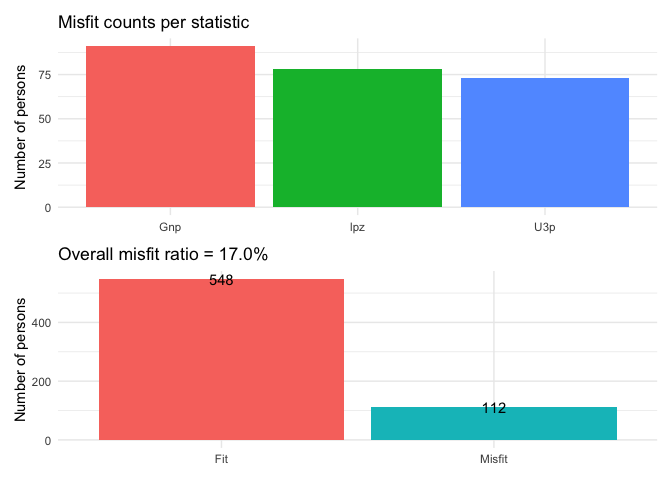 Misfit counts per statistic
Number of persons
75
50
25
0
Gnp
lpz
U3p
Overall misfit ratio = 17.0%
Number of persons
400
200
0
548
112
Fit
Misfit